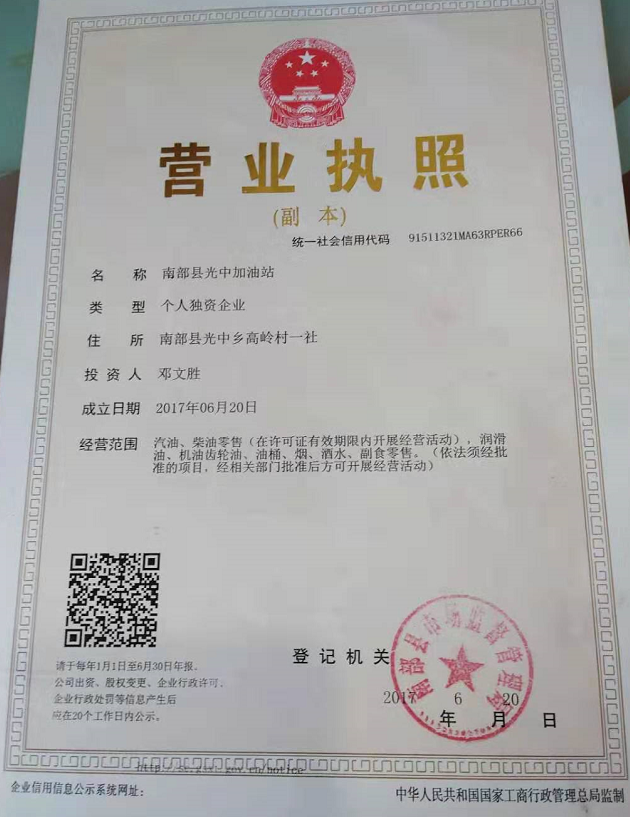 营业执照
(副 本)
统一社会信用代码 91511321MA63RPER66
名 称 南部县光中加油站
类 型 个人独资企业
住 所 南部县光中乡高岭村一社
投 资 人 邓文胜
成立日期 2017年06月20日
经营范围 汽油、柴油零售（在许可证有效期限内开展经营活动），润滑
油、机油齿轮油、油桶、烟、酒水、副食零售。（依法须经批
准的项目，经相关部门批准后方可开展经营活动）
请于每年1月1日至6月30日年报。
公司出资、股权变更、企业行政许可、
企业行政处罚等信息产生后
应在20个工作日内公示。
登 记 机 关
南部县市场监督管理局
2017 6 20
年 月 日
企业信用信息公示系统网址：
中华人民共和国国家工商行政管理总局监制